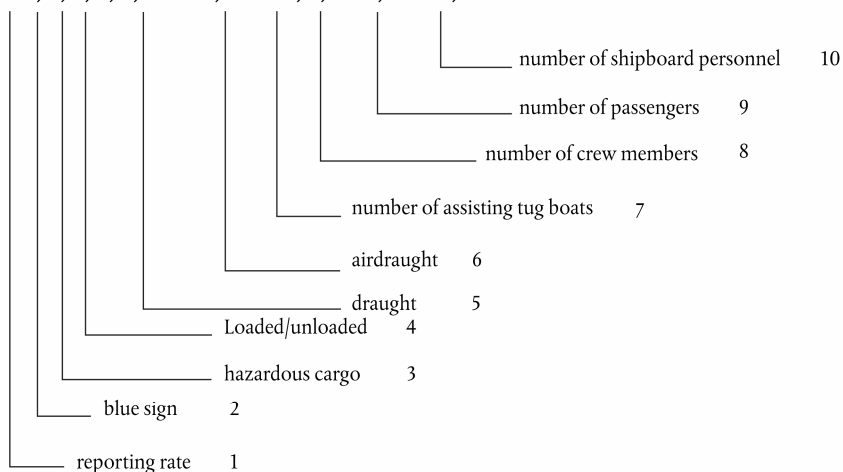 number of shipboard personnel 10
number of passengers 9
number of crew members 8
number of assisting tug boats 7
airdraught 6
draught 5
Loaded/unloaded 4
hazardous cargo 3
blue sign 2
reporting rate 1